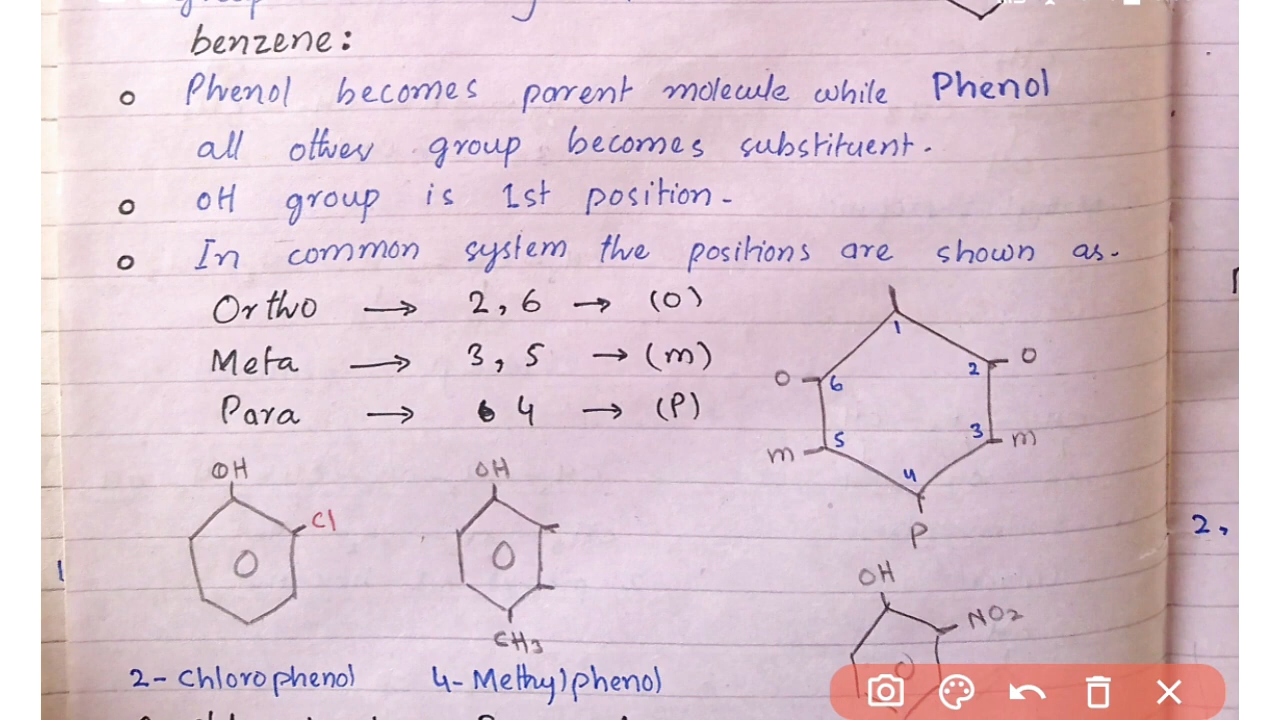 benzene:
o Phenol becomes parent molecule while Phenol
all other group becomes substituent.
o OH group is 1st position.
o In common system the positions are shown as.
Ortho → 2, 6 → (o)
Meta → 3, 5 → (m)
Para → 4 → (P)
1
2 o
o 6
m 5
3 m
4
P
OH
Cl
2-Chlorophenol
OH
CH3
4-Methylphenol
OH
NO2
2,